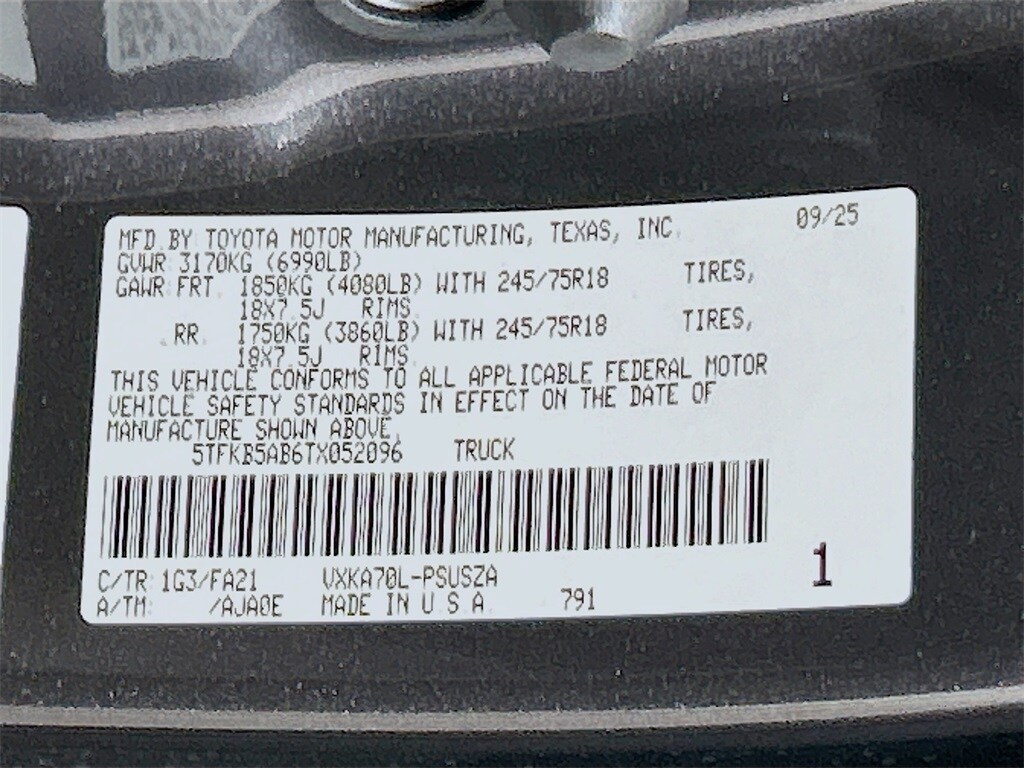 MFD.BY TOYOTA MOTOR MANUFACTURING, TEXAS, INC. 09/25
GVWR 3170KG (6990LB)
GAWR FRT. 1850KG (4080LB) WITH 245/75R18 TIRES,
18X7.5J RIMS
RR. 1750KG (3860LB) WITH 245/75R18 TIRES,
18X7.5J RIMS
THIS VEHICLE CONFORMS TO ALL APPLICABLE FEDERAL MOTOR
VEHICLE SAFETY STANDARDS IN EFFECT ON THE DATE OF
MANUFACTURE SHOWN ABOVE.
5TFKB5AB6TX052096 TRUCK
C/TR: 1G3/FA21 VXKA70L-PSUSZA 1
A/TM: /AJA0E MADE IN U.S.A. 791